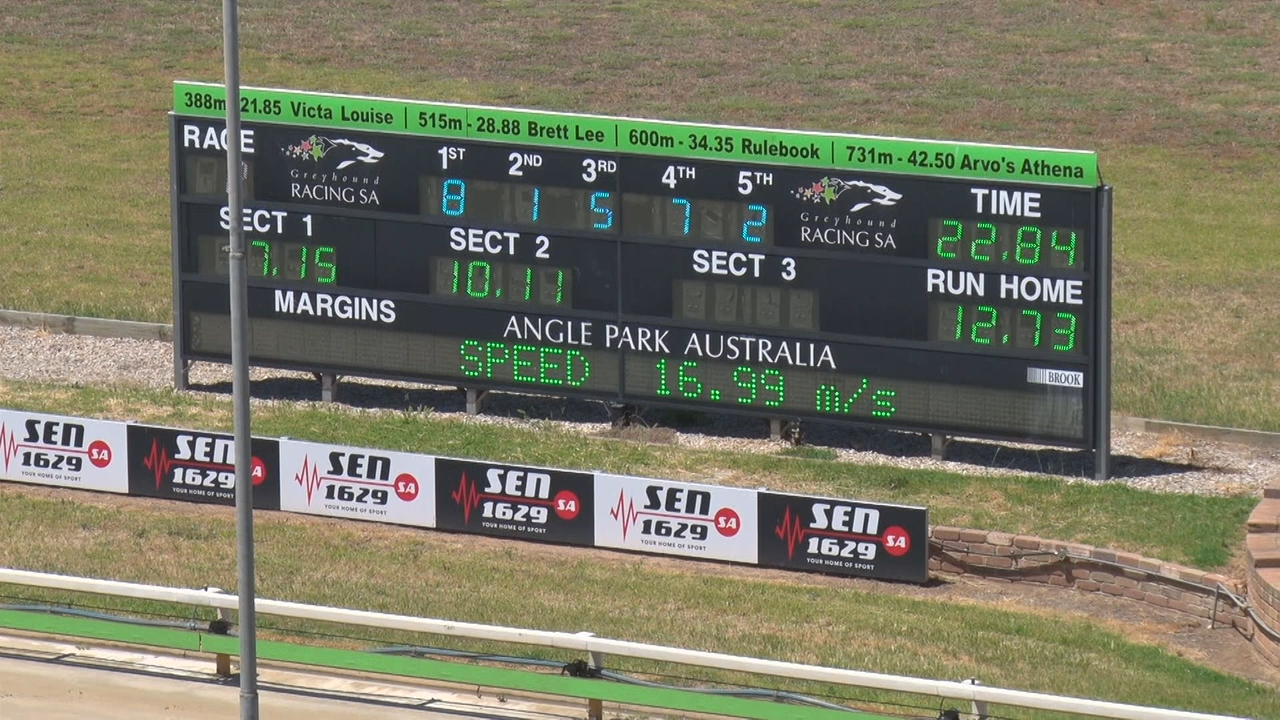 388m 21.85 Victa Louise | 515m - 28.88 Brett Lee | 600m - 34.35 Rulebook | 731m - 42.50 Arvo's Athena
RACE
Greyhound
RACING SA
1ST 2ND 3RD 4TH 5TH
8 1 5 7 2
Greyhound
RACING SA
TIME
22.84
SECT 1
7.15
SECT 2
10.11
SECT 3
RUN HOME
12.73
MARGINS
ANGLE PARK AUSTRALIA
SPEED 16.99 m/s
BROOK
SEN
1629 SA
YOUR HOME OF SPORT
SEN
1629 A
YOUR HOME OF SPORT
SEN
1629 SA
YOUR HOME OF SPORT
SEN
1629 SA
YOUR HOME OF SPORT
SEN
1629 SA
YOUR HOME OF SPORT
SEN
1629 SA
YOUR HOME OF SPORT